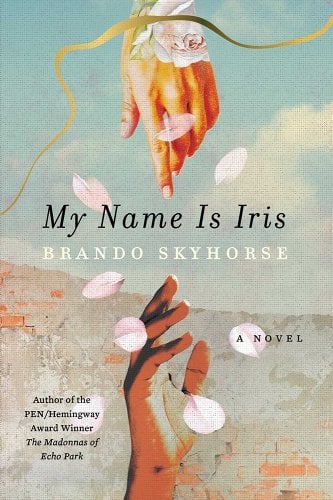 My Name Is Iris
BRANDO SKYHORSE
A NOVEL
Author of the
PEN/Hemingway
Award Winner
The Madonnas of
Echo Park